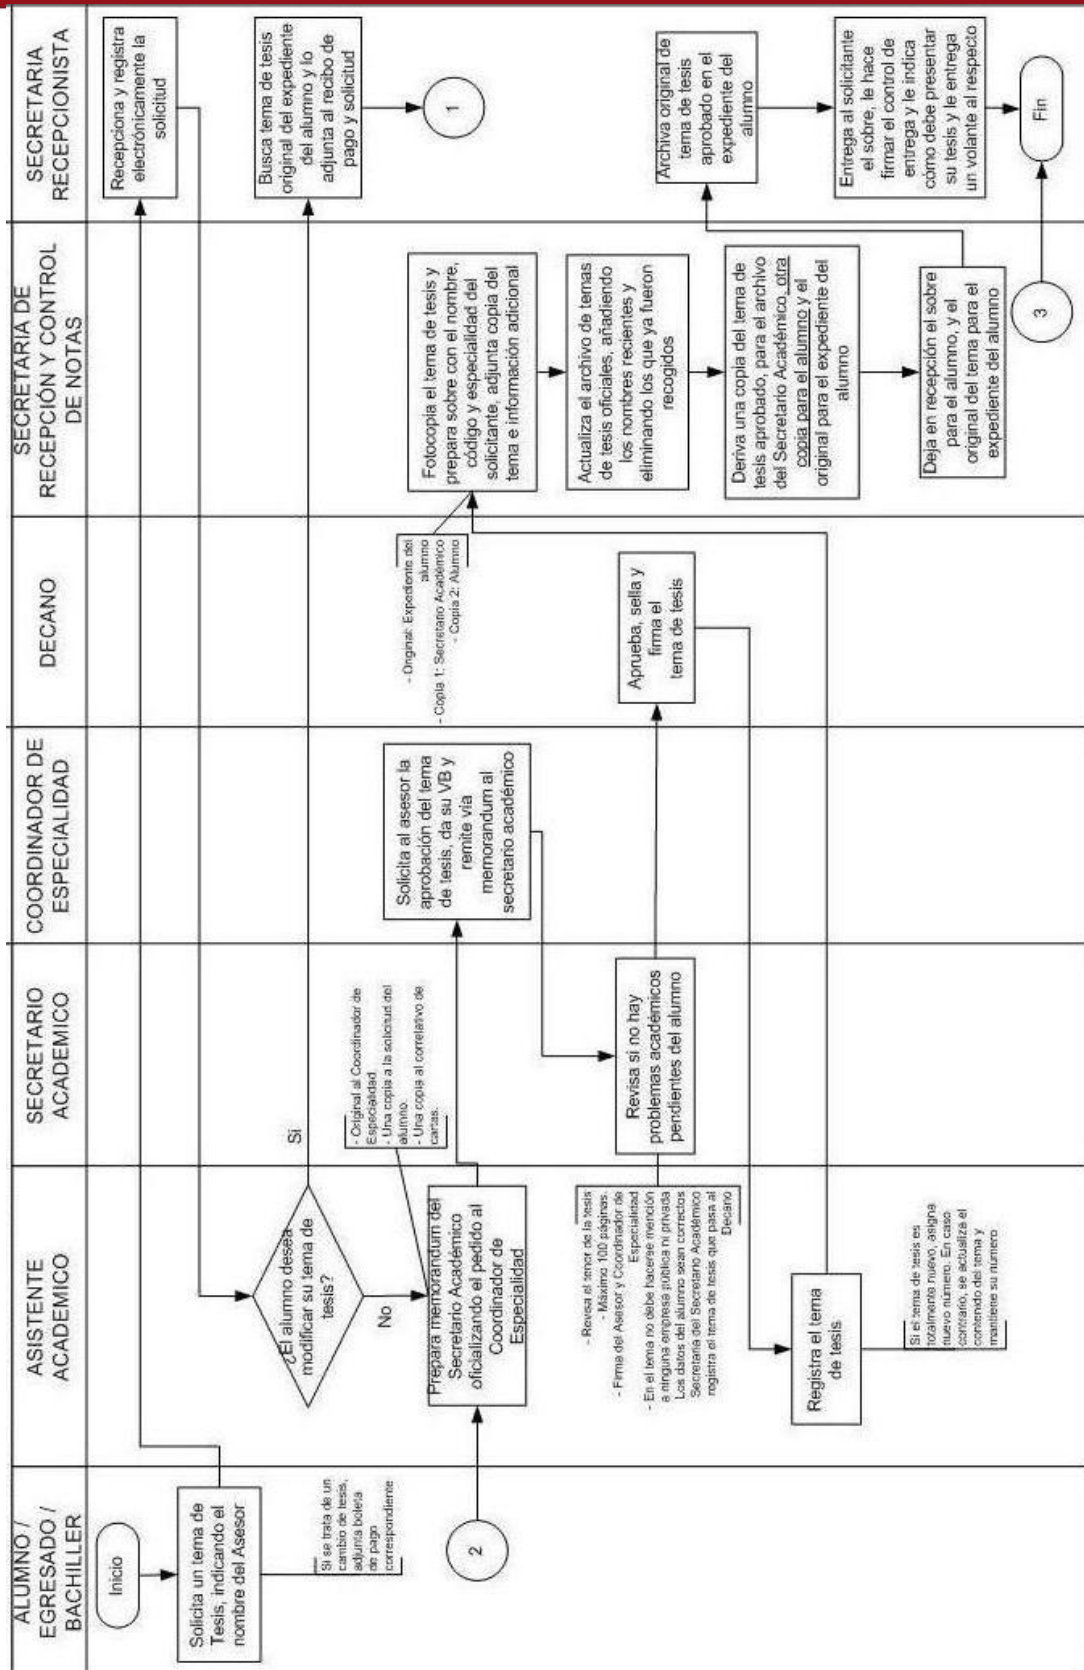 ALUMNO /
EGRESADO /
BACHILLER
ASISTENTE
ACADEMICO
SECRETARIO
ACADEMICO
COORDINADOR DE
ESPECIALIDAD
DECANO
SECRETARIA DE
RECEPCIÓN Y CONTROL
DE NOTAS
SECRETARIA
RECEPCIONISTA
Inicio
Solicita un tema de
Tesis, indicando el
nombre del Asesor
Si se trata de un
cambio de tesis,
adjunta boleta
de pago
correspondiente
Recepciona y registra
electrónicamente la
solicitud
¿El alumno desea
modificar su tema de
tesis?
Si
No
Busca tema de tesis
original del expediente
del alumno y lo
adjunta al recibo de
pago y solicitud
1
2
Prepara memorandum del
Secretario Académico
oficializando el pedido al
Coordinador de
Especialidad
- Original al Coordinador de
Especialidad.
- Una copia a la solicitud del
alumno.
- Una copia al correlativo de
cartas.
Solicita al asesor la
aprobación del tema
de tesis, da su VB y
remite vía
memorandum al
secretario académico
Revisa si no hay
problemas académicos
pendientes del alumno
- Revisa el tenor de la tesis
- Máximo 100 páginas.
- Firma del Asesor y Coordinador de
Especialidad
- En el tema no debe hacerse mención
a ninguna empresa pública ni privada
Los datos del alumno sean correctos
Secretaria del Secretario Académico
registra el tema de tesis que pasa al
Decano
Aprueba, sella y
firma el
tema de tesis
Registra el tema
de tesis
Si el tema de tesis es
totalmente nuevo, asigna
nuevo número. En caso
contrario, se actualiza el
contenido del tema y
mantiene su número
Fotocopia el tema de tesis y
prepara sobre con el nombre,
código y especialidad del
solicitante, adjunta copia del
tema e información adicional
- Original: Expediente del
alumno
- Copia 1: Secretario Académico
- Copia 2: Alumno
Actualiza el archivo de temas
de tesis oficiales, añadiendo
los nombres recientes y
eliminando los que ya fueron
recogidos
Deriva una copia del tema de
tesis aprobado, para el archivo
del Secretario Académico, otra
copia para el alumno y el
original para el expediente del
alumno
Deja en recepción el sobre
para el alumno, y el
original del tema para el
expediente del alumno
Archiva original de
tema de tesis
aprobado en el
expediente del
alumno
Entrega al solicitante
el sobre, le hace
firmar el control de
entrega y le indica
cómo debe presentar
su tesis y le entrega
un volante al respecto
3
Fin